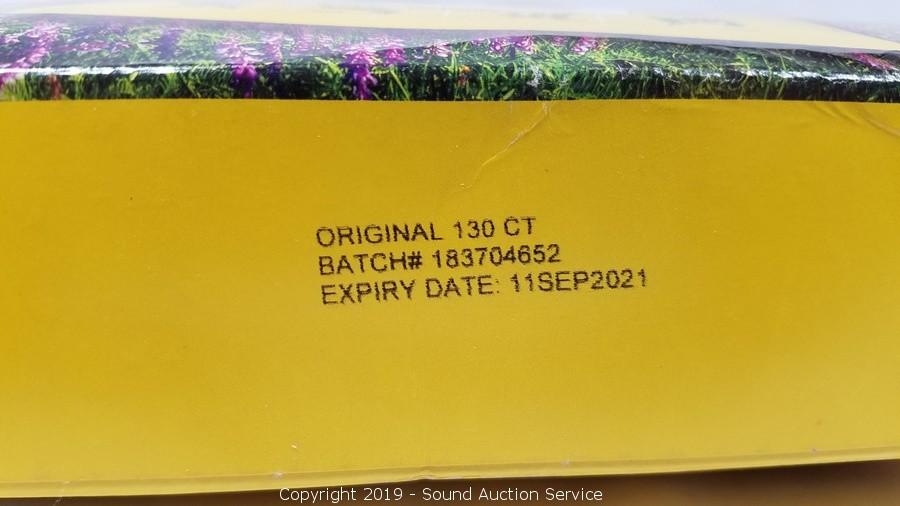 ORIGINAL 130 CT
BATCH# 183704652
EXPIRY DATE: 11SEP2021
Copyright 2019 - Sound Auction Service